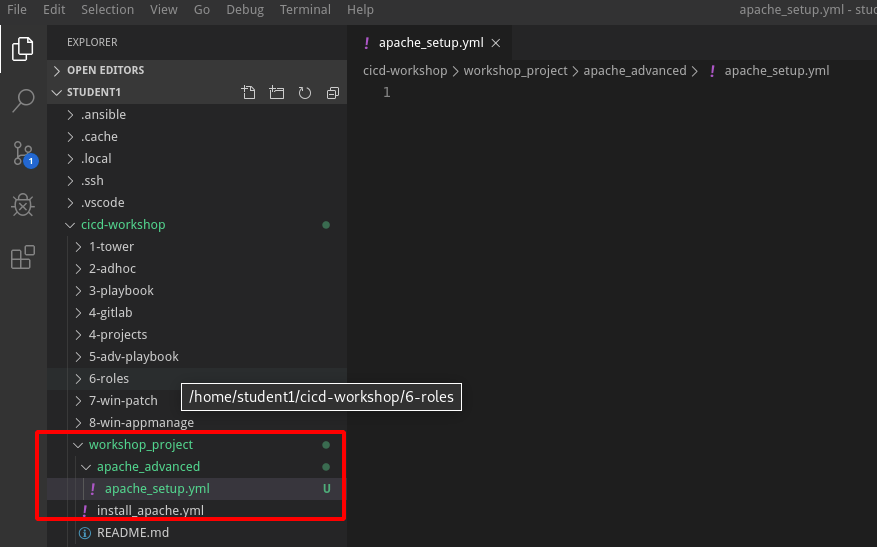 File Edit Selection View Go Debug Terminal Help apache_setup.yml - stu
EXPLORER
! apache_setup.yml ×
OPEN EDITORS
cicd-workshop > workshop_project > apache_advanced > ! apache_setup.yml
STUDENT1
1
.ansible
.cache
.local
1
.ssh
.vscode
cicd-workshop
1-tower
2-adhoc
3-playbook
4-gitlab
4-projects
5-adv-playbook
6-roles
/home/student1/cicd-workshop/6-roles
7-win-patch
8-win-appmanage
workshop_project
apache_advanced
! apache_setup.yml U
! install_apache.yml
README.md